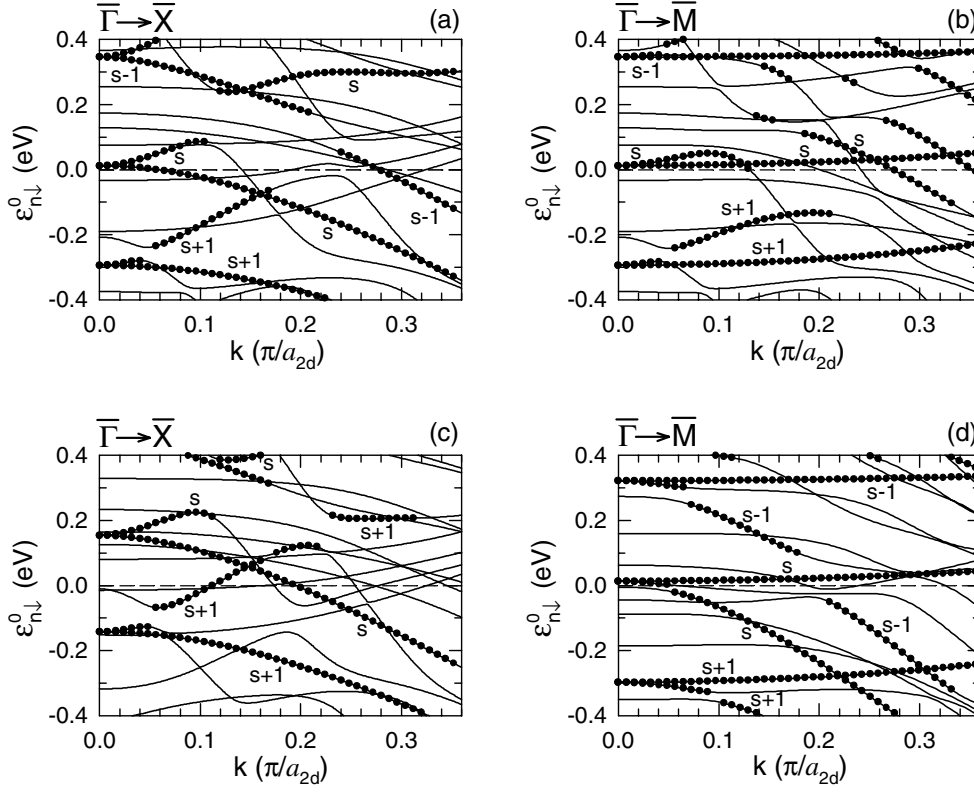 Γ̅→X̅ (a)
Γ̅→M̅ (b)
0.4
0.2
0.0
-0.2
-0.4
ε⁰ₙ↓ (eV)
s-1
s
s
s+1
s
s+1
s-1
0.0 0.1 0.2 0.3
k (π/a₂d)
0.4
0.2
0.0
-0.2
-0.4
ε⁰ₙ↓ (eV)
s-1
s
s
s
s+1
s+1
0.0 0.1 0.2 0.3
k (π/a₂d)
Γ̅→X̅ (c)
Γ̅→M̅ (d)
0.4
0.2
0.0
-0.2
-0.4
ε⁰ₙ↓ (eV)
s
s
s+1
s+1
s
s+1
0.0 0.1 0.2 0.3
k (π/a₂d)
0.4
0.2
0.0
-0.2
-0.4
ε⁰ₙ↓ (eV)
s-1
s-1
s
s
s-1
s+1
s+1
0.0 0.1 0.2 0.3
k (π/a₂d)